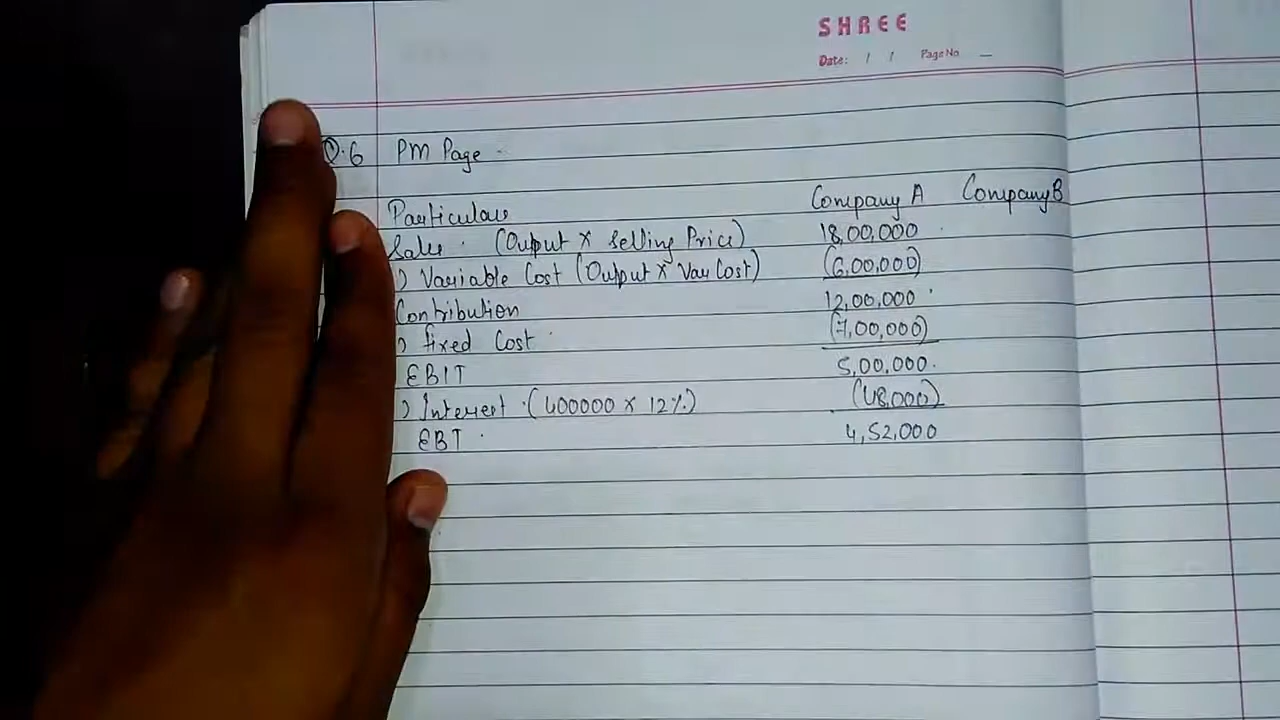 SHREE
Date: / / Page No
Q.6 PM Page
Particulars Company A Company B
Sales (Output X Selling Price) 18,00,000
) Variable Cost (Output X Var Cost) (6,00,000)
Contribution 12,00,000
) fixed Cost (7,00,000)
EBIT 5,00,000
) Interest (400000 X 12%) (48,000)
EBT 4,52,000